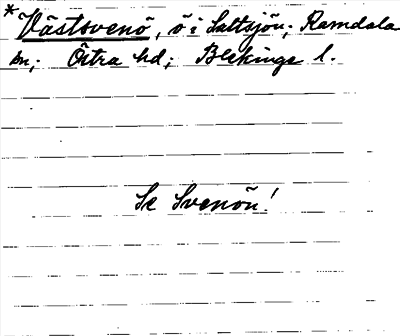 *Västsvenö, ö i Saltsjön; Ramdala
sn; Östra hd; Blekinge l.
Se Svenön!